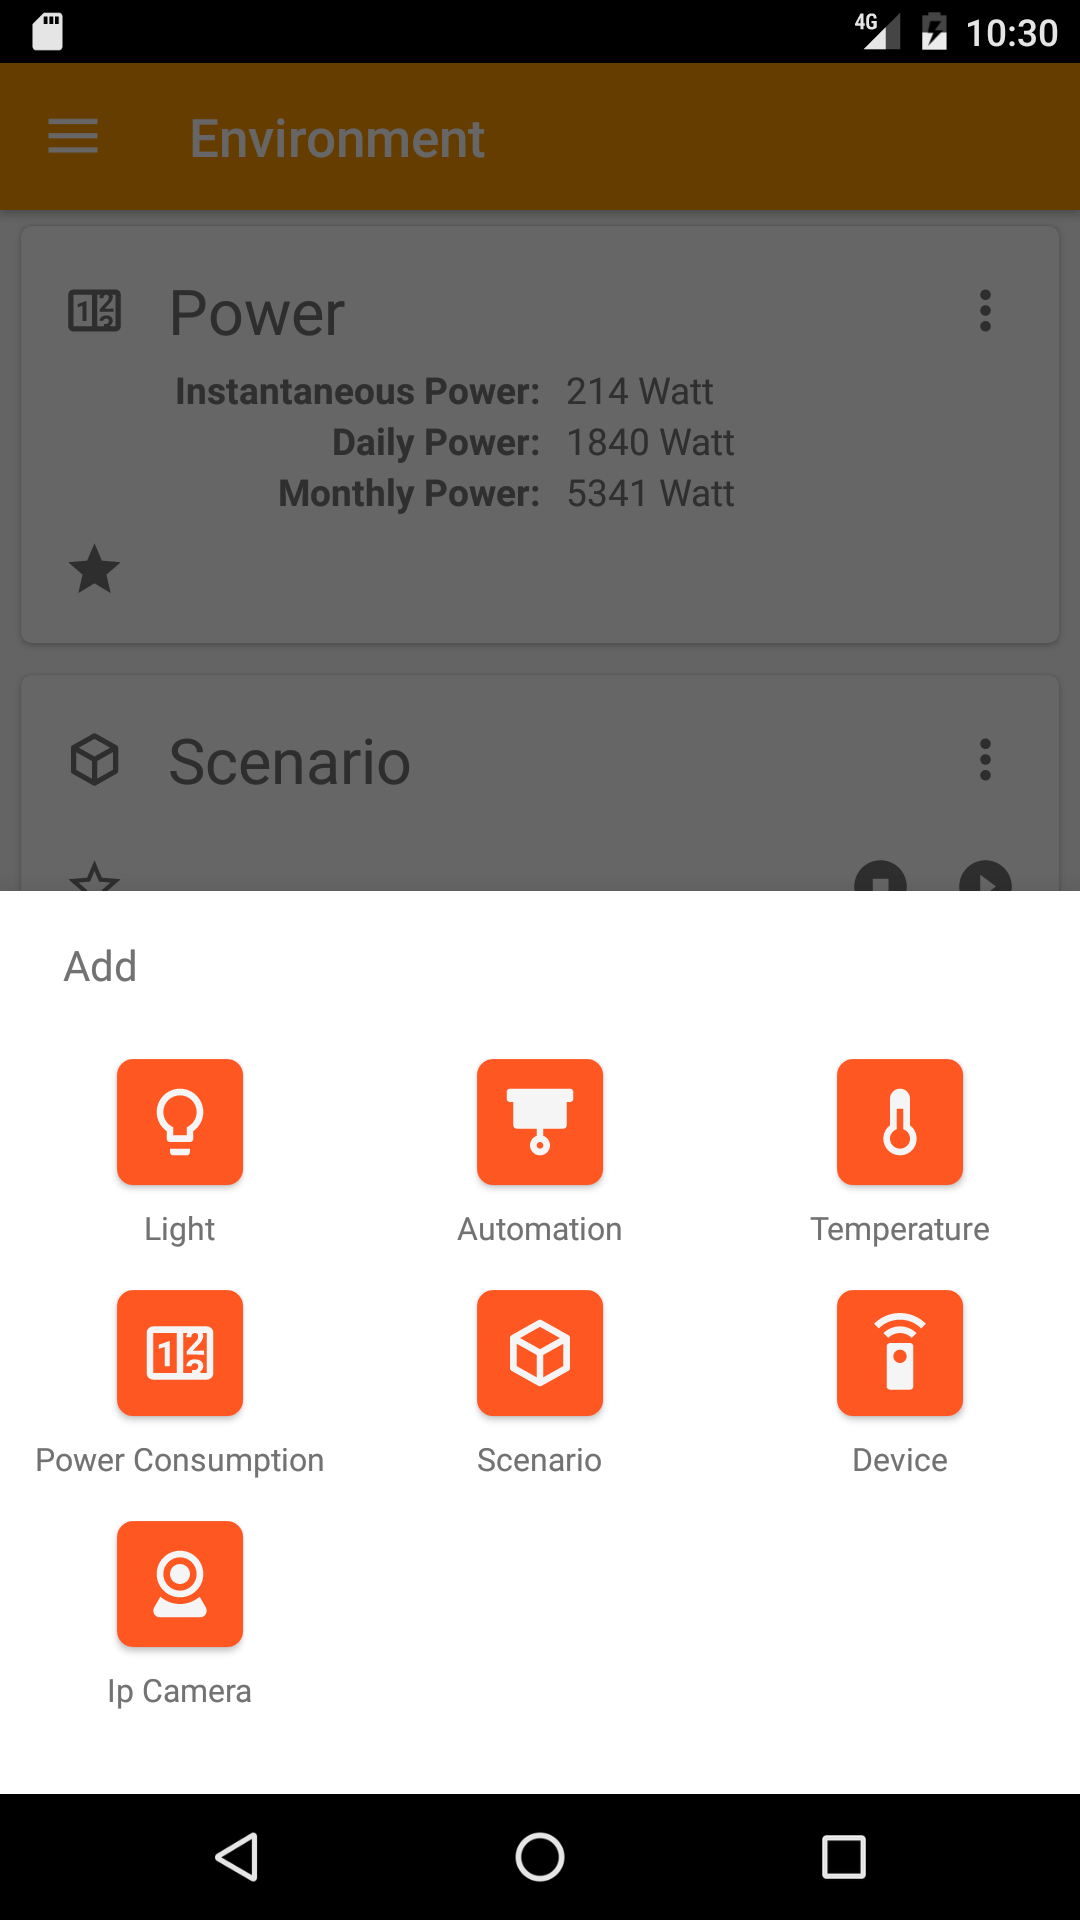 4G 10:30
Environment
Power
Instantaneous Power: 214 Watt
Daily Power: 1840 Watt
Monthly Power: 5341 Watt
Scenario
Add
Light Automation Temperature
Power Consumption Scenario Device
Ip Camera